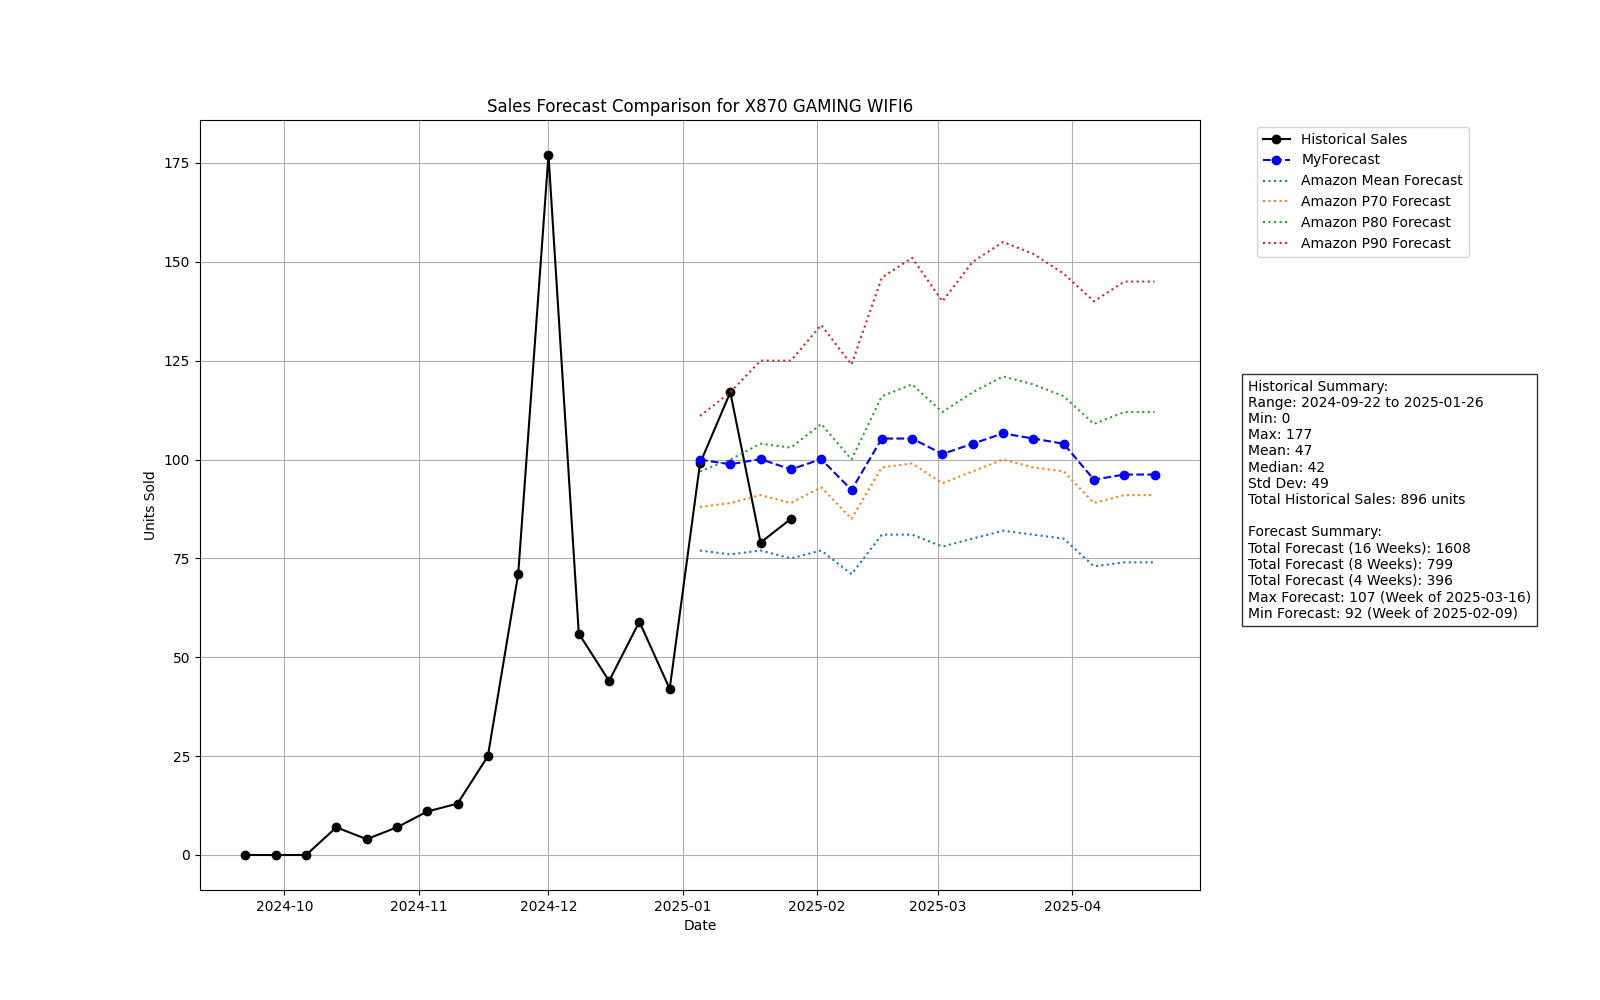 Sales Forecast Comparison for X870 GAMING WIFI6
Historical Sales
MyForecast
Amazon Mean Forecast
Amazon P70 Forecast
Amazon P80 Forecast
Amazon P90 Forecast
175
150
125
100
75
50
25
0
Units Sold
2024-10
2024-11
2024-12
2025-01
2025-02
2025-03
2025-04
Date
Historical Summary:
Range: 2024-09-22 to 2025-01-26
Min: 0
Max: 177
Mean: 47
Median: 42
Std Dev: 49
Total Historical Sales: 896 units
Forecast Summary:
Total Forecast (16 Weeks): 1608
Total Forecast (8 Weeks): 799
Total Forecast (4 Weeks): 396
Max Forecast: 107 (Week of 2025-03-16)
Min Forecast: 92 (Week of 2025-02-09)